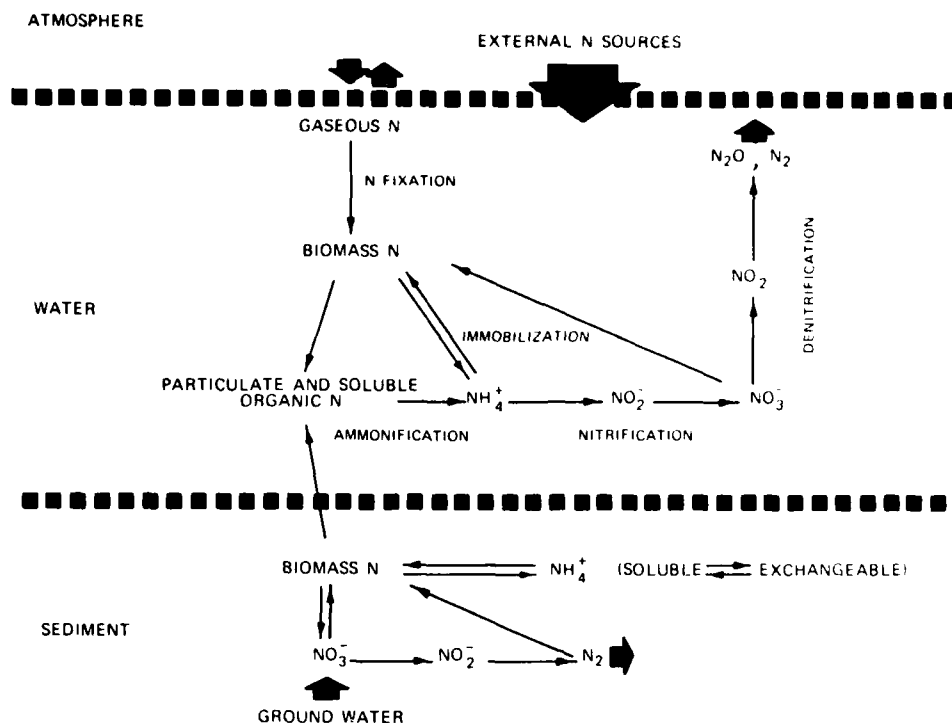 ATMOSPHERE
EXTERNAL N SOURCES
GASEOUS N
N₂O , N₂
N FIXATION
DENITRIFICATION
BIOMASS N
NO₂
WATER
IMMOBILIZATION
PARTICULATE AND SOLUBLE
ORGANIC N
NH₄⁺
NO₂⁻
NO₃⁻
AMMONIFICATION
NITRIFICATION
BIOMASS N
NH₄⁺
(SOLUBLE
EXCHANGEABLE)
SEDIMENT
NO₃⁻
NO₂⁻
N₂
GROUND WATER